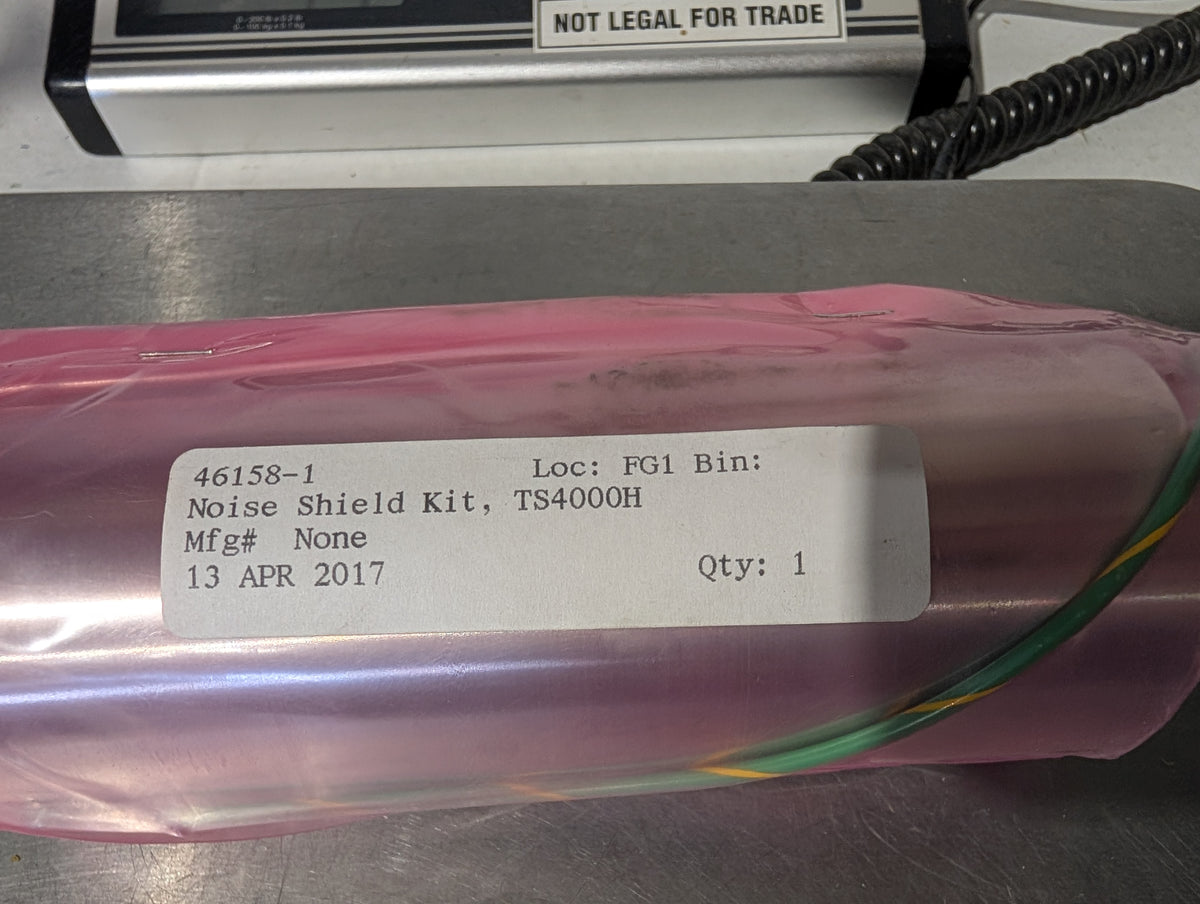 NOT LEGAL FOR TRADE
46158-1 Loc: FG1 Bin:
Noise Shield Kit, TS4000H
Mfg# None
13 APR 2017 Qty: 1